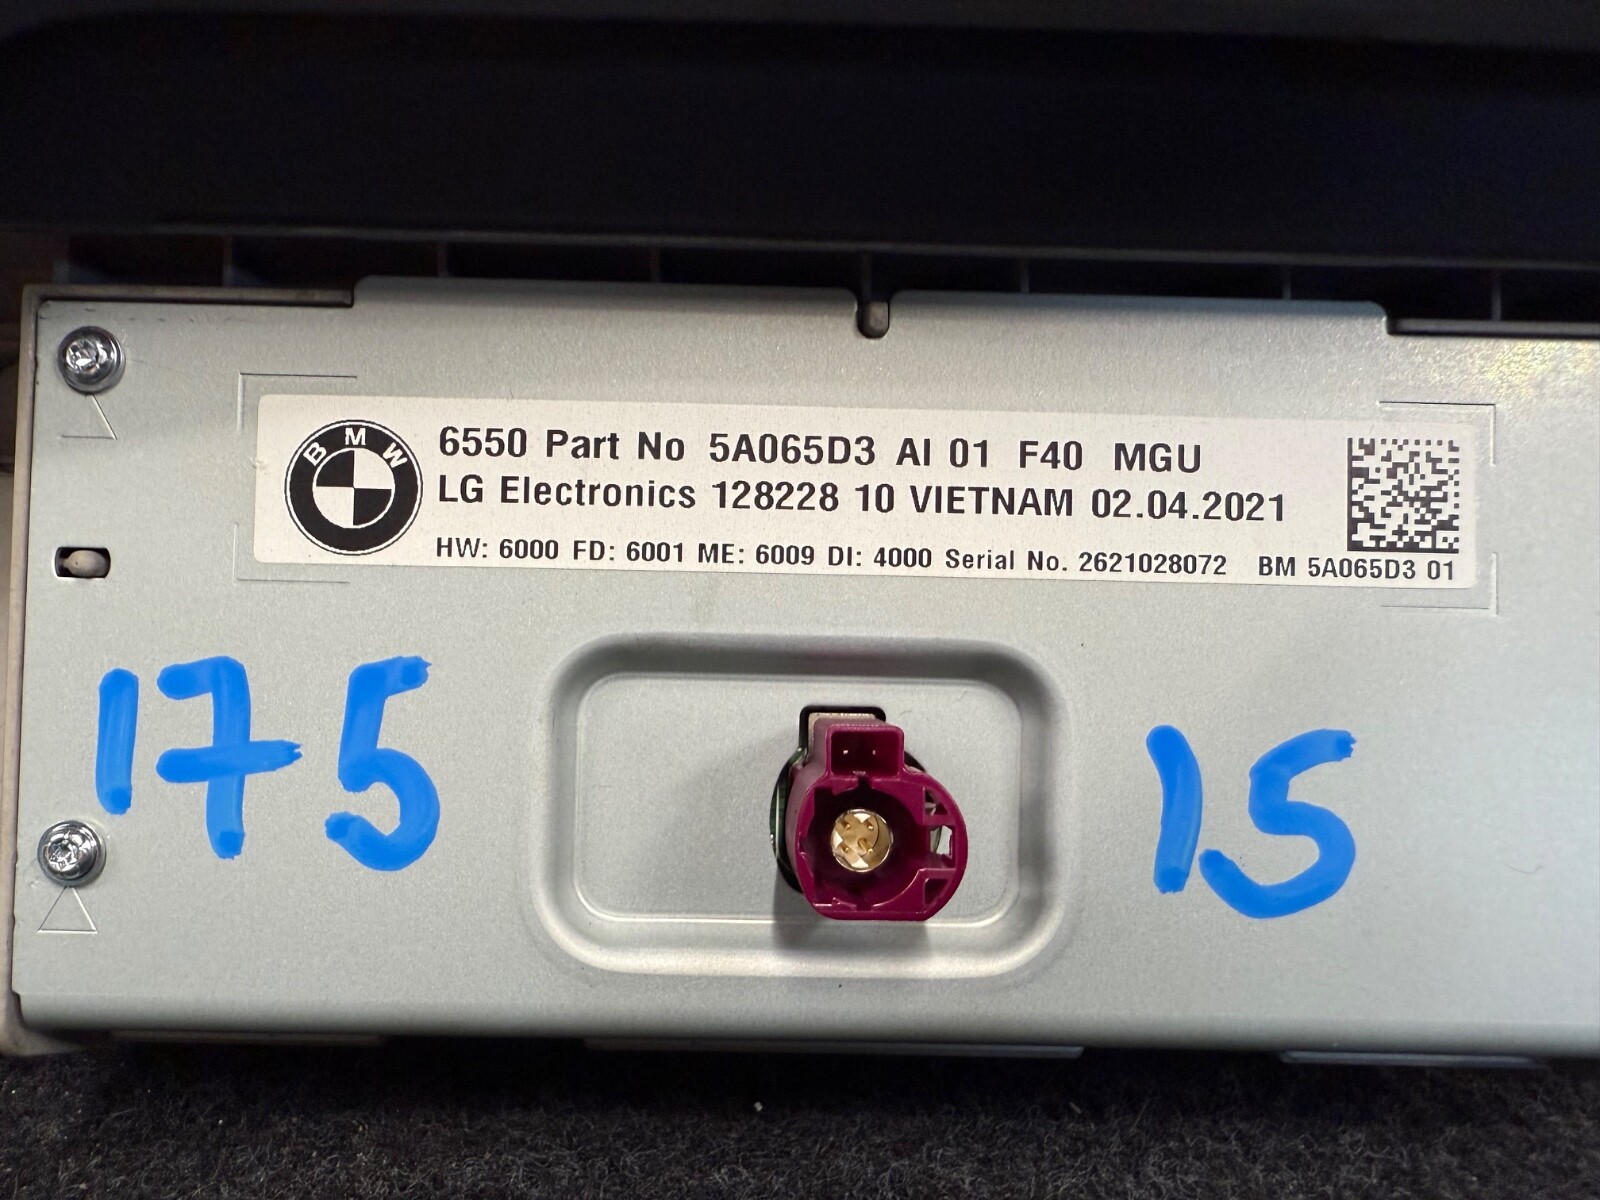 BMW
6550 Part No 5A065D3 AI 01 F40 MGU
LG Electronics 128228 10 VIETNAM 02.04.2021
HW: 6000 FD: 6001 ME: 6009 DI: 4000 Serial No. 2621028072 BM 5A065D3 01
175
15